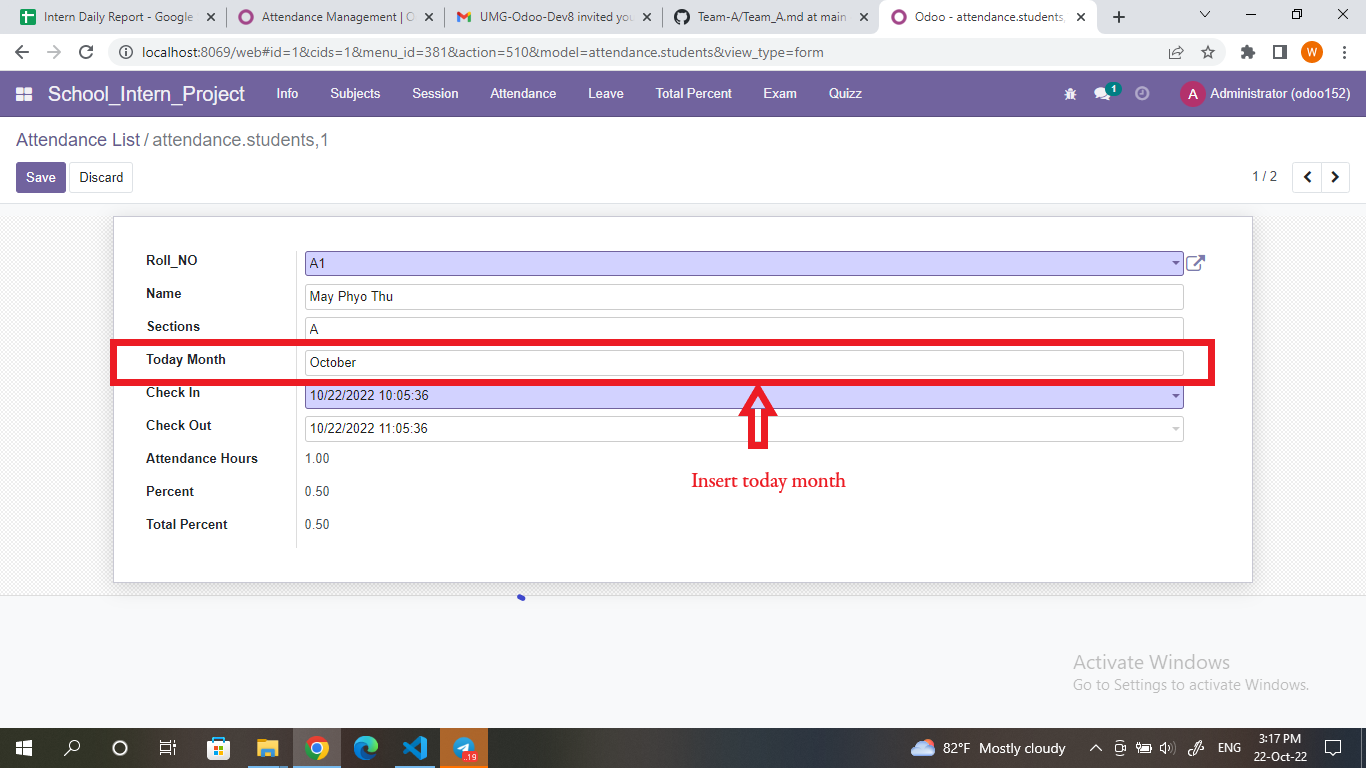 Intern Daily Report - Google
Attendance Management | O
UMG-Odoo-Dev8 invited you
Team-A/Team_A.md at main
Odoo - attendance.students,
localhost:8069/web#id=1&cids=1&menu_id=381&action=510&model=attendance.students&view_type=form
W
School_Intern_Project
Info
Subjects
Session
Attendance
Leave
Total Percent
Exam
Quizz
1
A
Administrator (odoo152)
Attendance List / attendance.students,1
Save
Discard
1 / 2
Roll_NO
A1
Name
May Phyo Thu
Sections
A
Today Month
October
Check In
10/22/2022 10:05:36
Check Out
10/22/2022 11:05:36
Attendance Hours
1.00
Insert today month
Percent
0.50
Total Percent
0.50
Activate Windows
Go to Settings to activate Windows.
..19
82°F Mostly cloudy
ENG
3:17 PM
22-Oct-22